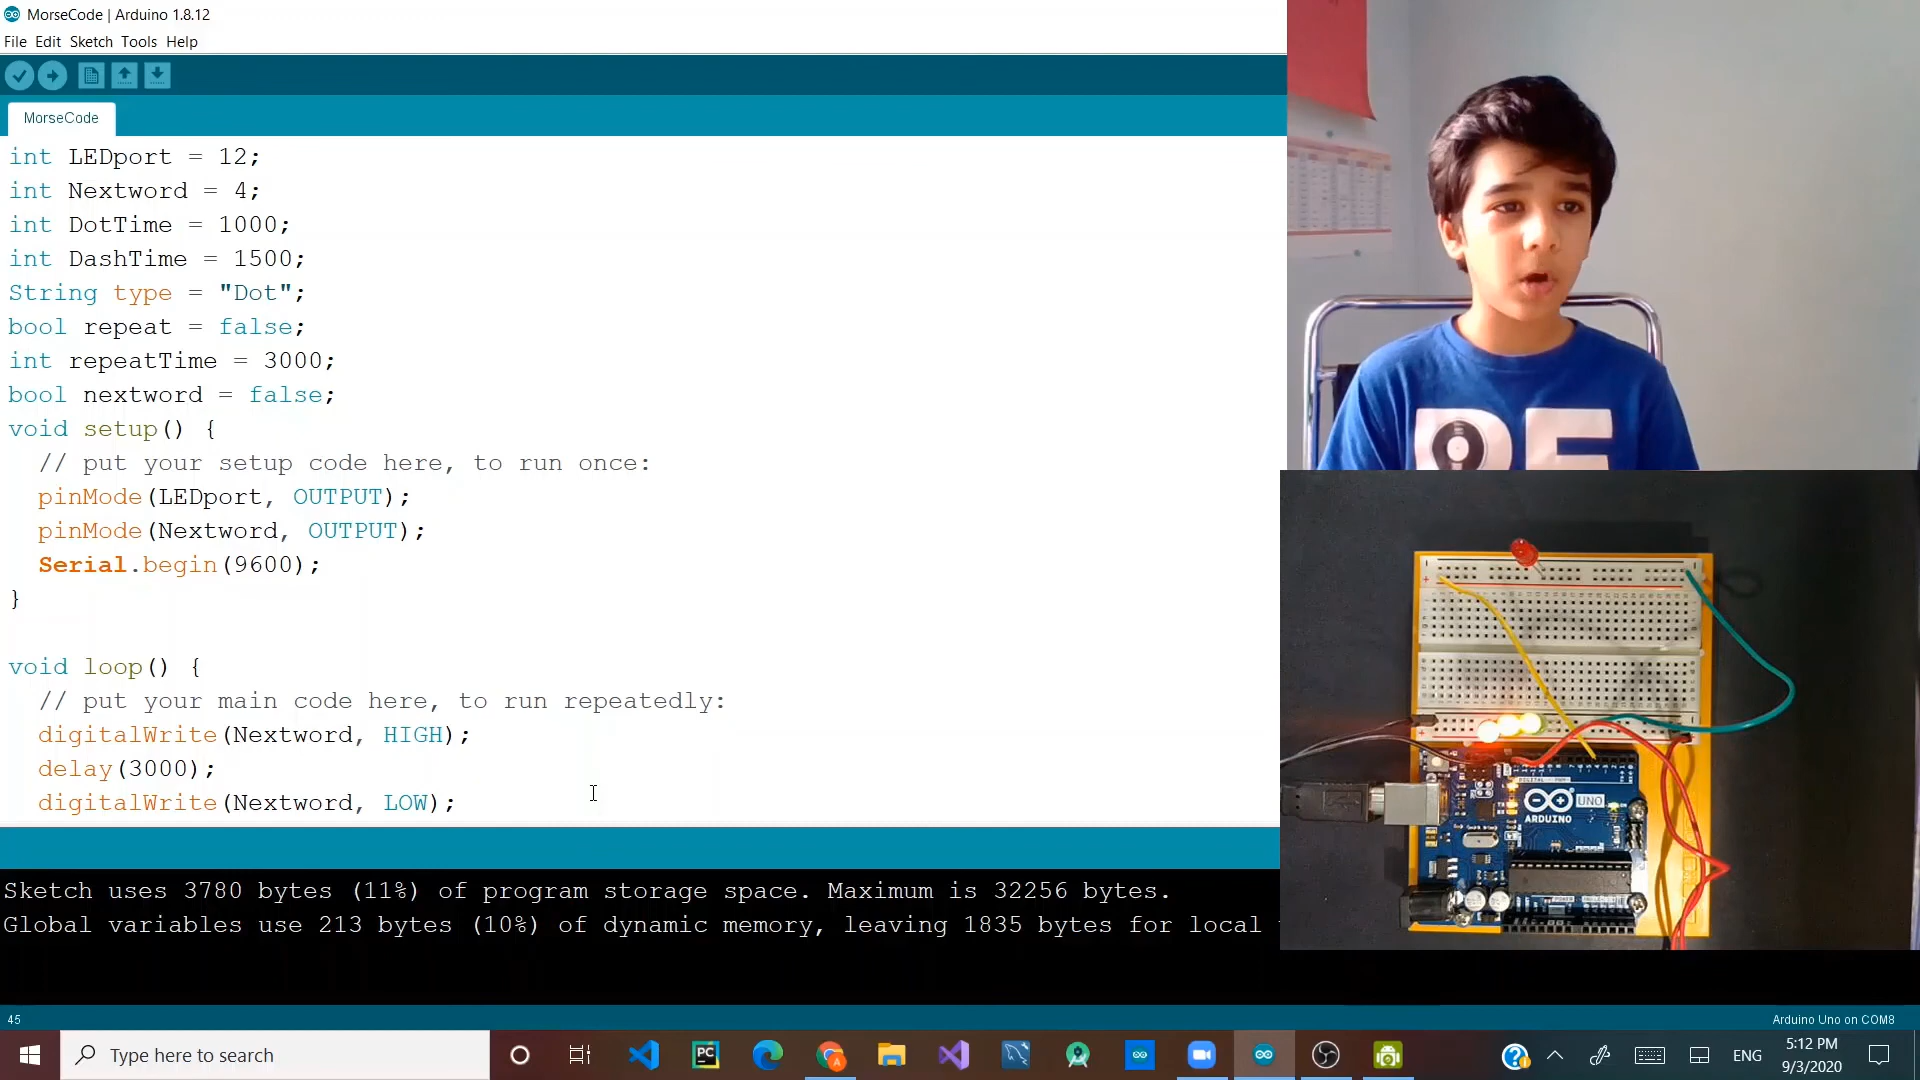 MorseCode | Arduino 1.8.12
File Edit Sketch Tools Help
MorseCode
int LEDport = 12;
int Nextword = 4;
int DotTime = 1000;
int DashTime = 1500;
String type = "Dot";
bool repeat = false;
int repeatTime = 3000;
bool nextword = false;
void setup() {
// put your setup code here, to run once:
pinMode(LEDport, OUTPUT);
pinMode(Nextword, OUTPUT);
Serial.begin(9600);
}
void loop() {
// put your main code here, to run repeatedly:
digitalWrite(Nextword, HIGH);
delay(3000);
digitalWrite(Nextword, LOW);
Sketch uses 3780 bytes (11%) of program storage space. Maximum is 32256 bytes.
Global variables use 213 bytes (10%) of dynamic memory, leaving 1835 bytes for local
45
Arduino Uno on COM8
Type here to search
PC
ENG
5:12 PM
9/3/2020
UNO
ARDUINO